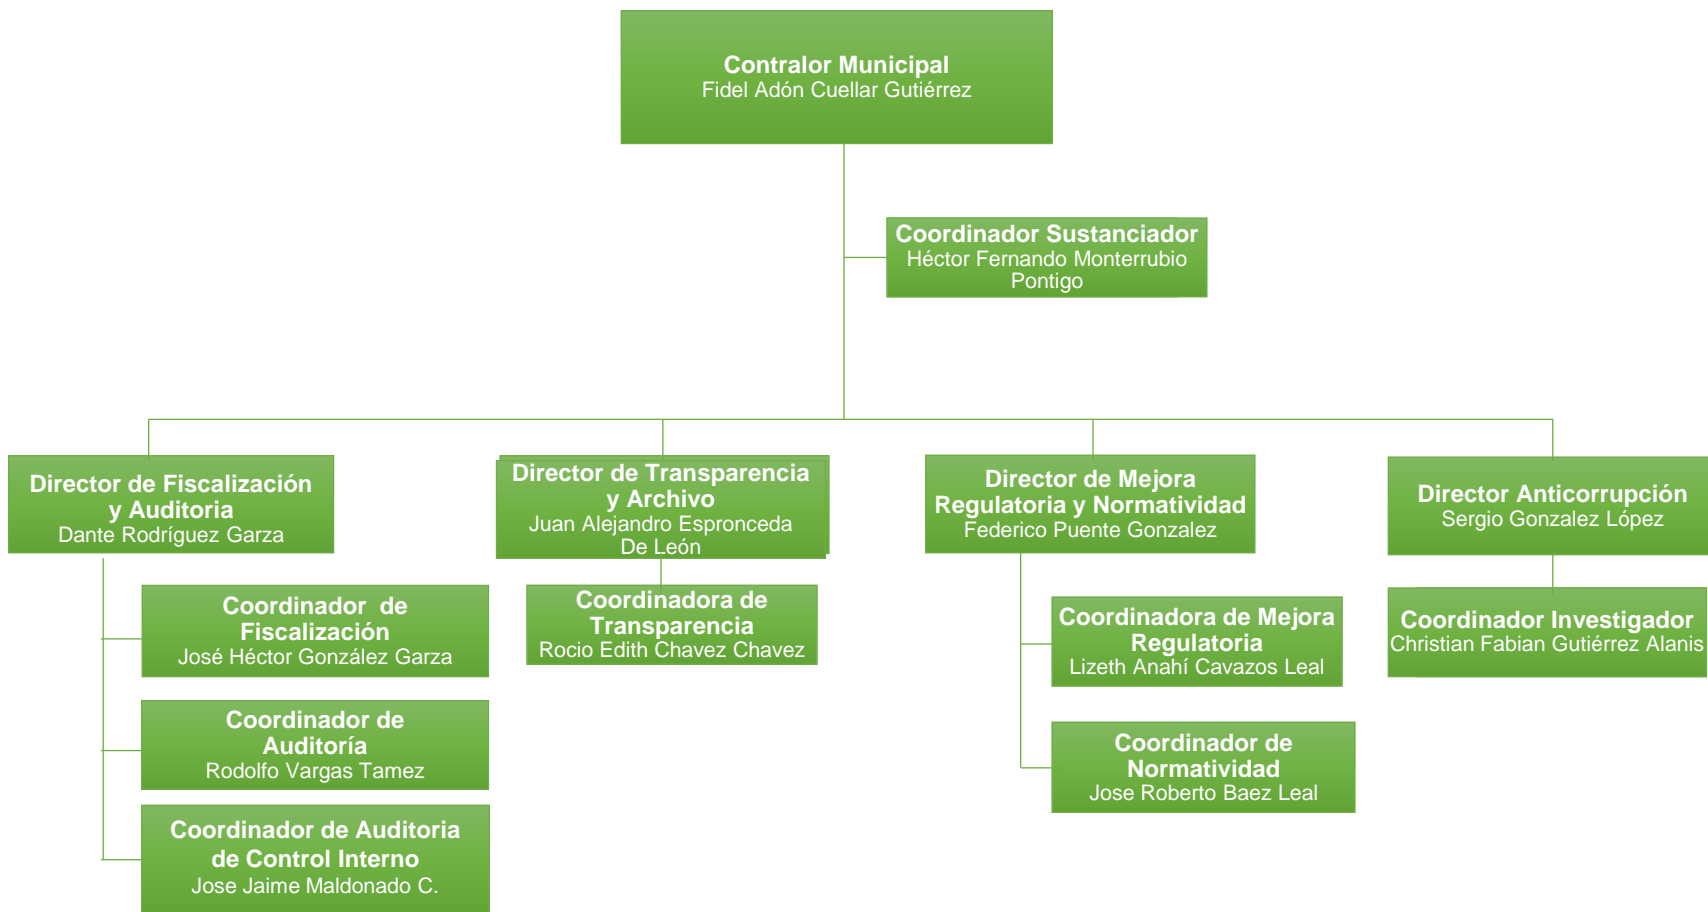 Contralor Municipal
Fidel Adón Cuellar Gutiérrez
Coordinador Sustanciador
Héctor Fernando Monterrubio
Pontigo
Director de Fiscalización
y Auditoria
Dante Rodríguez Garza
Director de Transparencia
y Archivo
Juan Alejandro Espronceda
De León
Director de Mejora
Regulatoria y Normatividad
Federico Puente Gonzalez
Director Anticorrupción
Sergio Gonzalez López
Coordinador de
Fiscalización
José Héctor González Garza
Coordinador de
Auditoría
Rodolfo Vargas Tamez
Coordinador de Auditoria
de Control Interno
Jose Jaime Maldonado C.
Coordinadora de
Transparencia
Rocio Edith Chavez Chavez
Coordinadora de Mejora
Regulatoria
Lizeth Anahí Cavazos Leal
Coordinador de
Normatividad
Jose Roberto Baez Leal
Coordinador Investigador
Christian Fabian Gutiérrez Alanis